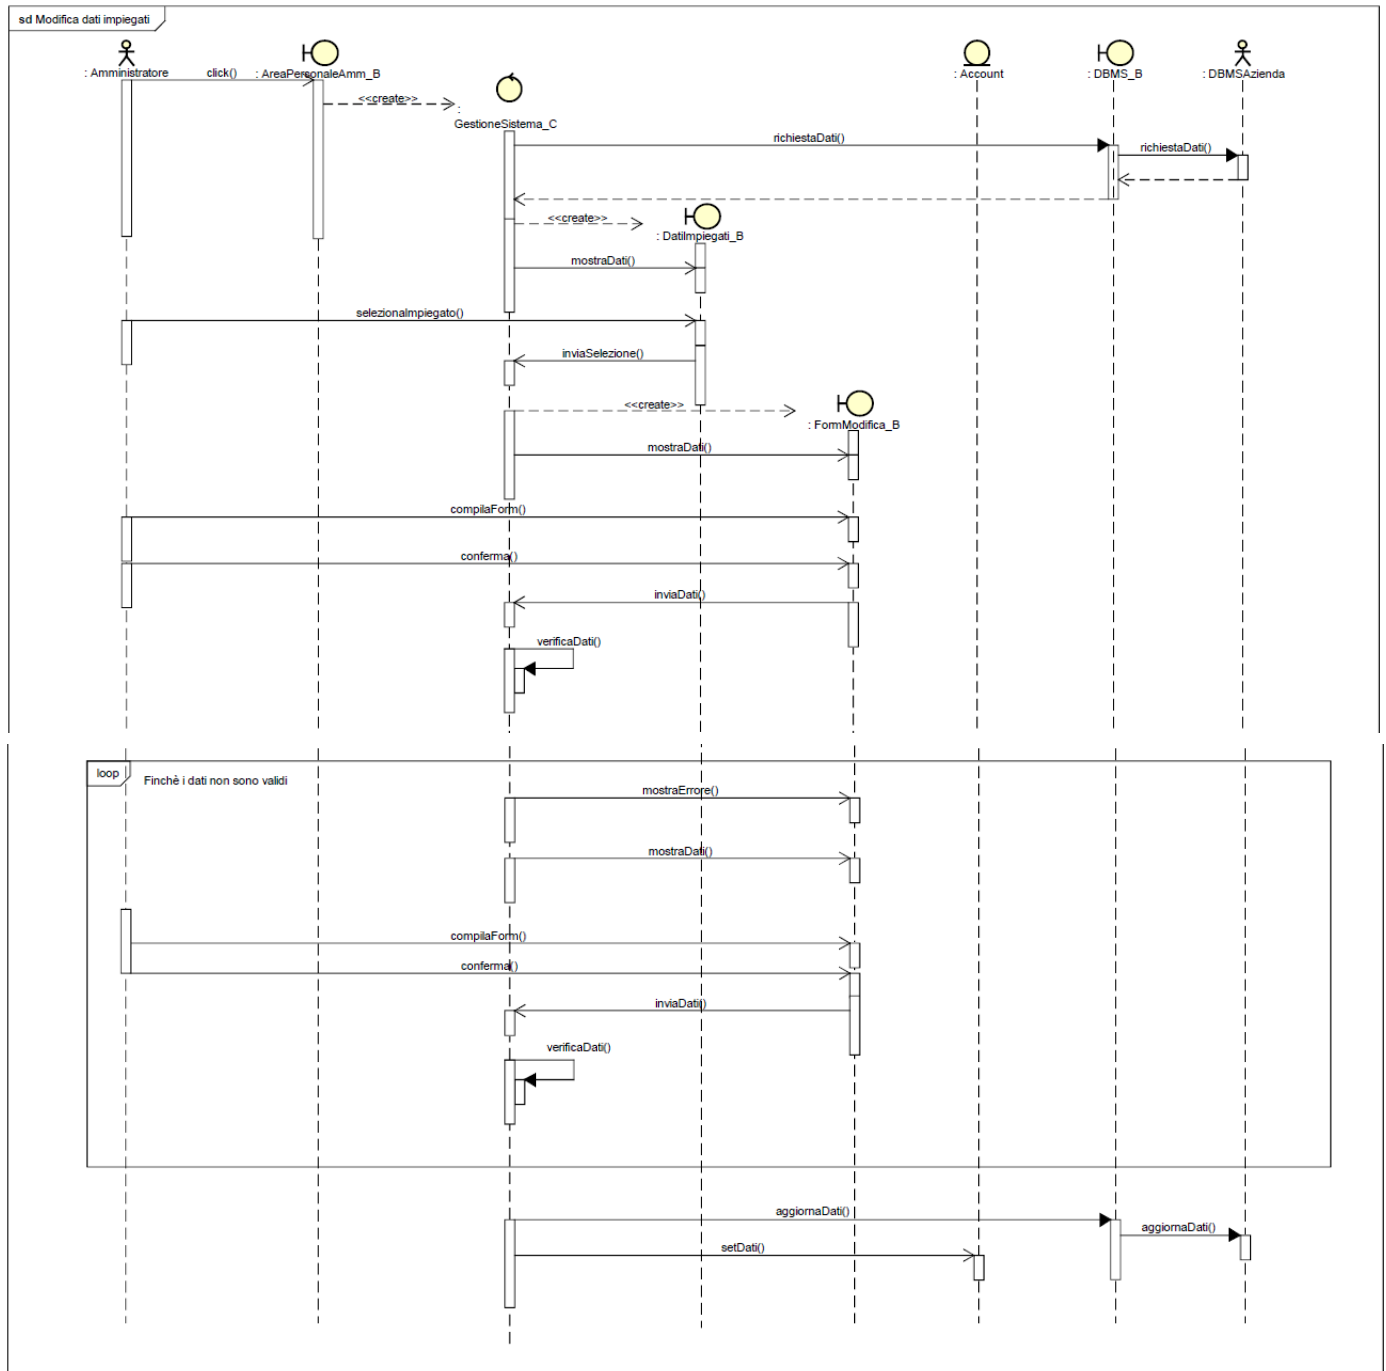 sd Modifica dati impiegati
: Amministratore
click()
: AreaPersonaleAmm_B
: Account
: DBMS_B
: DBMSAzienda
<<create>>
:
GestioneSistema_C
richiestaDati()
richiestaDati()
<<create>>
: DatiImpiegati_B
mostraDati()
selezionaImpiegato()
inviaSelezione()
<<create>>
: FormModifica_B
mostraDati()
compilaForm()
conferma()
inviaDati()
verificaDati()
loop
Finchè i dati non sono validi
mostraErrore()
mostraDati()
compilaForm()
conferma()
inviaDati()
verificaDati()
aggiornaDati()
aggiornaDati()
setDati()